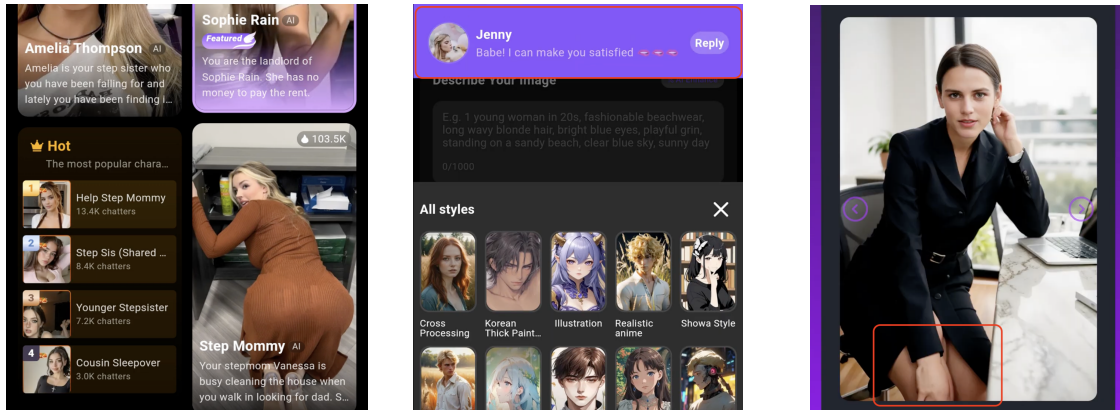 Amelia Thompson AI
Amelia is your step sister who
you have been falling for and
lately you have been finding i...
Sophie Rain AI
Featured
You are the landlord of
Sophie Rain. She has no
money to pay the rent.
Hot
The most popular chara...
1
Help Step Mommy
13.4K chatters
2
Step Sis (Shared ...
8.4K chatters
3
Younger Stepsister
7.2K chatters
4
Cousin Sleepover
3.0K chatters
103.5K
Step Mommy AI
Your stepmom Vanessa is
busy cleaning the house when
you walk in looking for dad. S...
Jenny
Babe! I can make you satisfied
Reply
Describe Your Image
E.g. 1 young woman in 20s, fashionable beachwear,
long wavy blonde hair, bright blue eyes, playful grin,
standing on a sandy beach, clear blue sky, sunny day
0/1000
All styles
Cross
Processing
Korean
Thick Paint...
Illustration
Realistic
anime
Showa Style